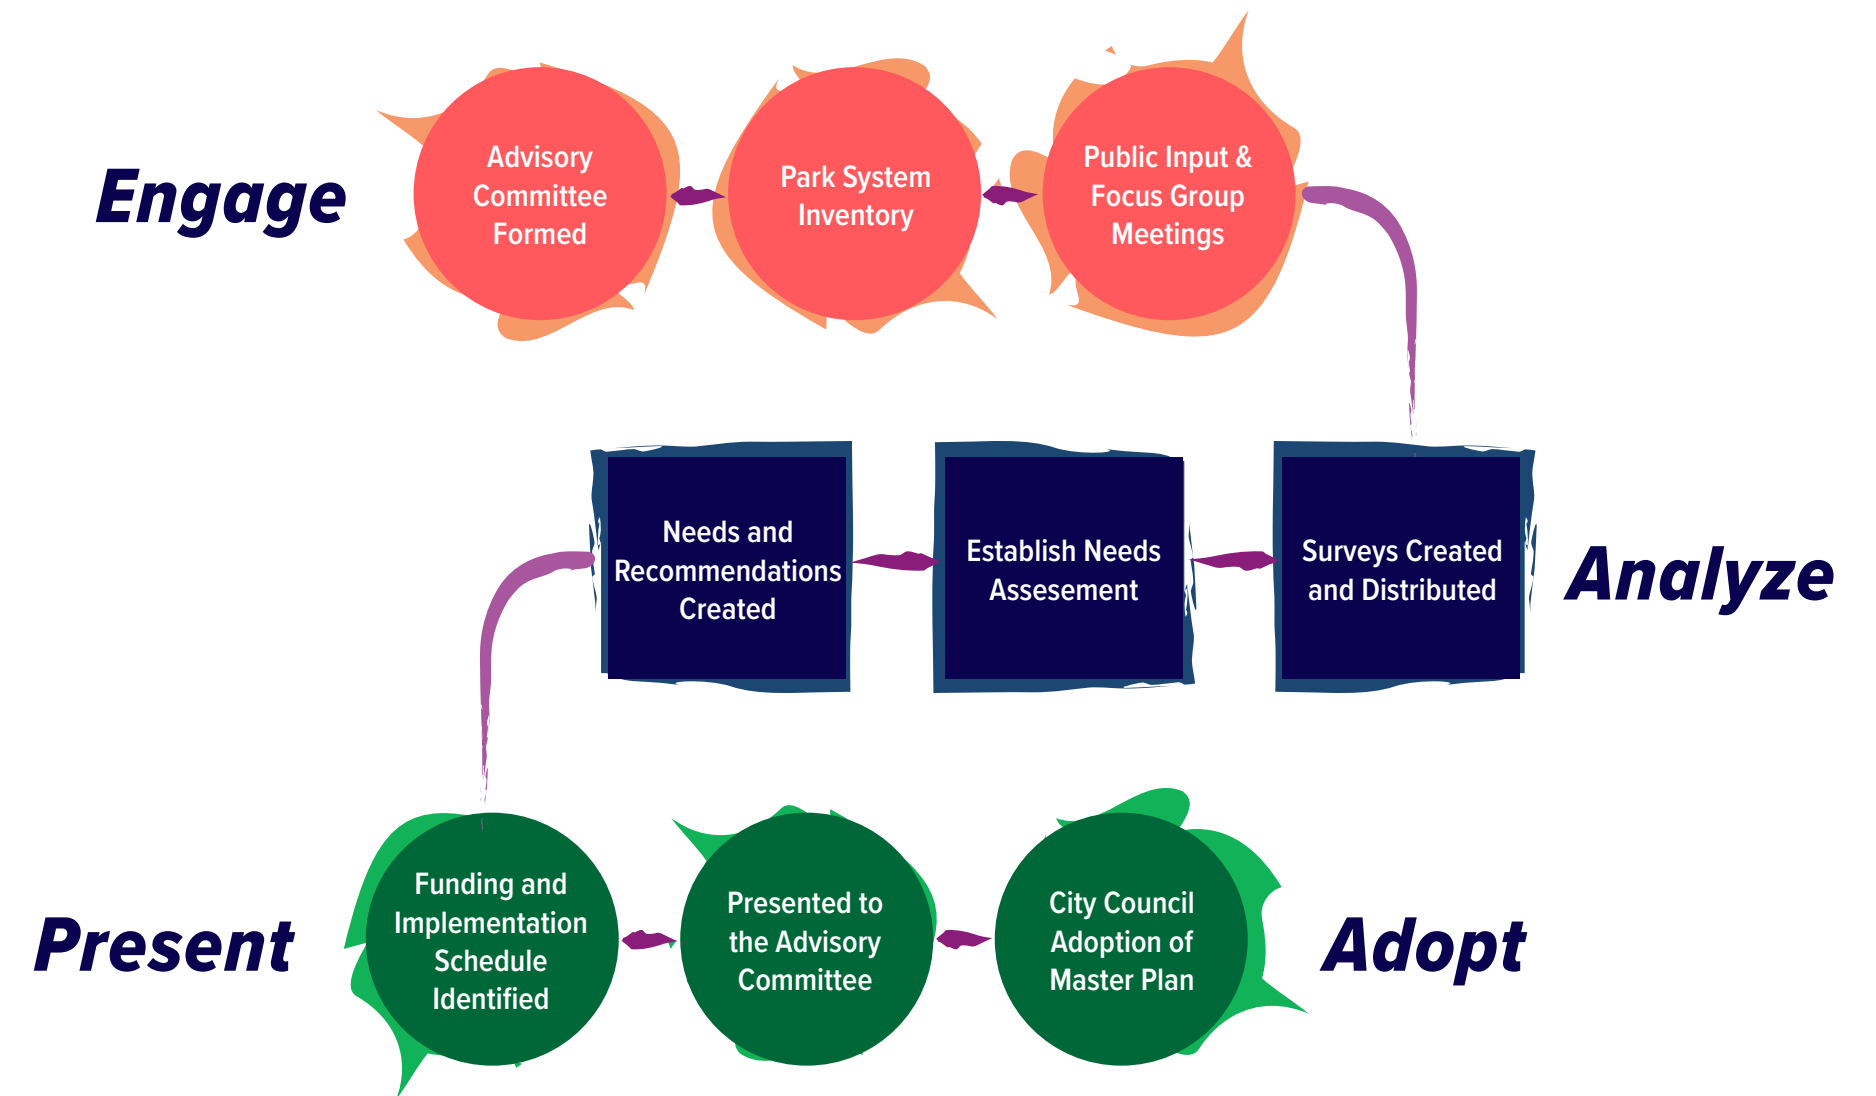 Engage
Advisory
Committee
Formed
Park System
Inventory
Public Input &
Focus Group
Meetings
Needs and
Recommendations
Created
Establish Needs
Assesement
Surveys Created
and Distributed
Analyze
Present
Funding and
Implementation
Schedule
Identified
Presented to
the Advisory
Committee
City Council
Adoption of
Master Plan
Adopt